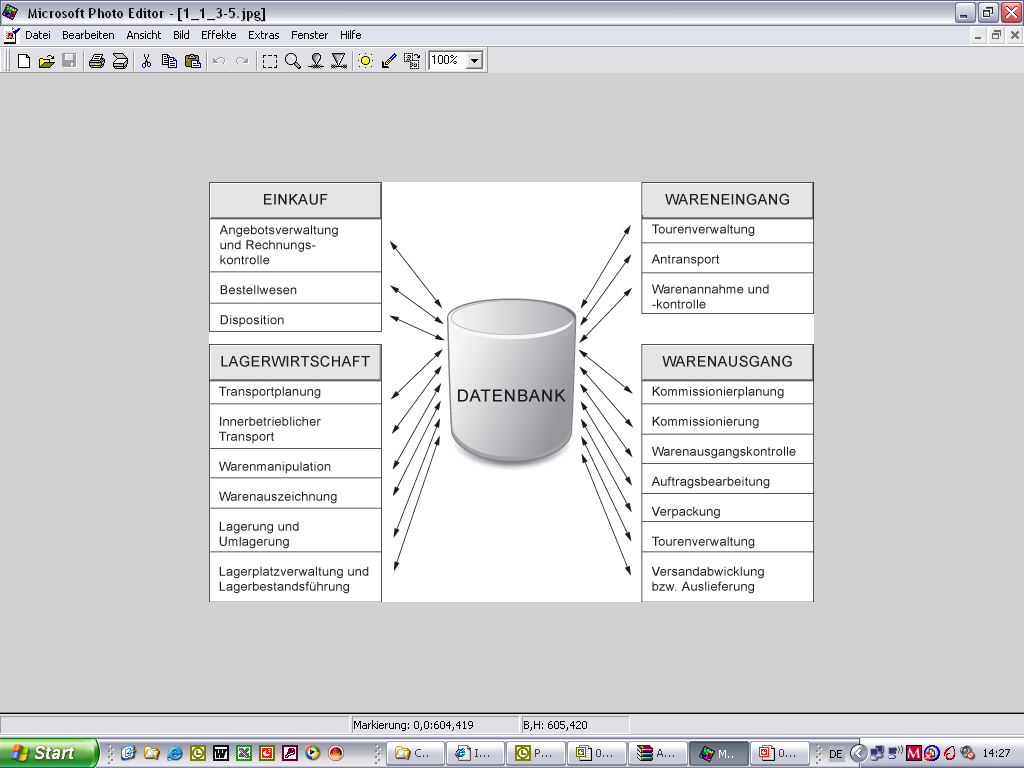 Microsoft Photo Editor - [1_1_3-5.jpg]
Datei Bearbeiten Ansicht Bild Effekte Extras Fenster Hilfe
100%
EINKAUF
Angebotsverwaltung
und Rechnungs-
kontrolle
Bestellwesen
Disposition
WARENEINGANG
Tourenverwaltung
Antransport
Warenannahme und
-kontrolle
DATENBANK
LAGERWIRTSCHAFT
Transportplanung
Innerbetrieblicher
Transport
Warenmanipulation
Warenauszeichnung
Lagerung und
Umlagerung
Lagerplatzverwaltung und
Lagerbestandsführung
WARENAUSGANG
Kommissionierplanung
Kommissionierung
Warenausgangskontrolle
Auftragsbearbeitung
Verpackung
Tourenverwaltung
Versandabwicklung
bzw. Auslieferung
Markierung: 0,0:604,419 B,H: 605,420
Start C... I... P... 0... A... M.. 0... DE 14:27